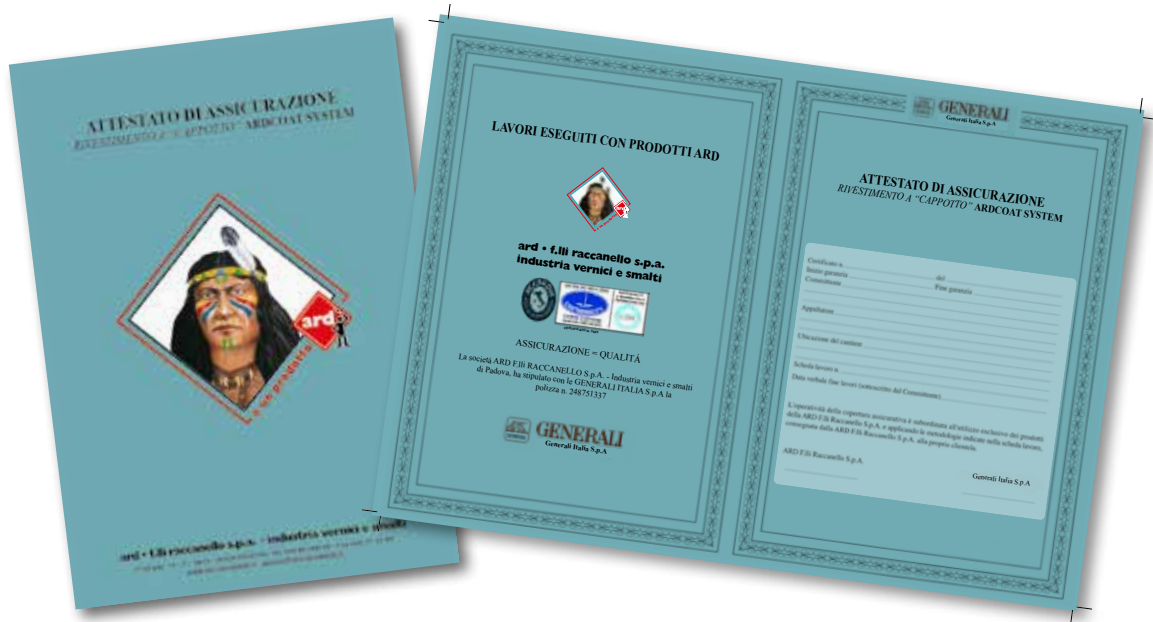 ATTESTATO DI ASSICURAZIONE
RIVESTIMENTO A "CAPPOTTO" ARDCOAT SYSTEM
ard
è un prodotto
ard • f.lli raccanello s.p.a. - industria vernici e smalti
LAVORI ESEGUITI CON PRODOTTI ARD
ard • f.lli raccanello s.p.a.
industria vernici e smalti
ASSICURAZIONE = QUALITÁ
La società ARD F.lli RACCANELLO S.p.A. - Industria vernici e smalti
di Padova, ha stipulato con le GENERALI ITALIA S.p.A la
polizza n. 248751337
GENERALI
Generali Italia S.p.A
GENERALI
Generali Italia S.p.A
ATTESTATO DI ASSICURAZIONE
RIVESTIMENTO A "CAPPOTTO" ARDCOAT SYSTEM
Certificato n. del
Inizio garanzia Fine garanzia
Committente
Appaltatore
Ubicazione del cantiere
Scheda lavoro n.
Data verbale fine lavori (sottoscritto dal Committente)
L'operatività della copertura assicurativa è subordinata all'utilizzo esclusivo dei prodotti
della ARD F.lli Raccanello S.p.A. e applicando le metodologie indicate nella scheda lavoro,
consegnata dalla ARD F.lli Raccanello S.p.A. alla propria clientela.
ARD F.lli Raccanello S.p.A.
Generali Italia S.p.A